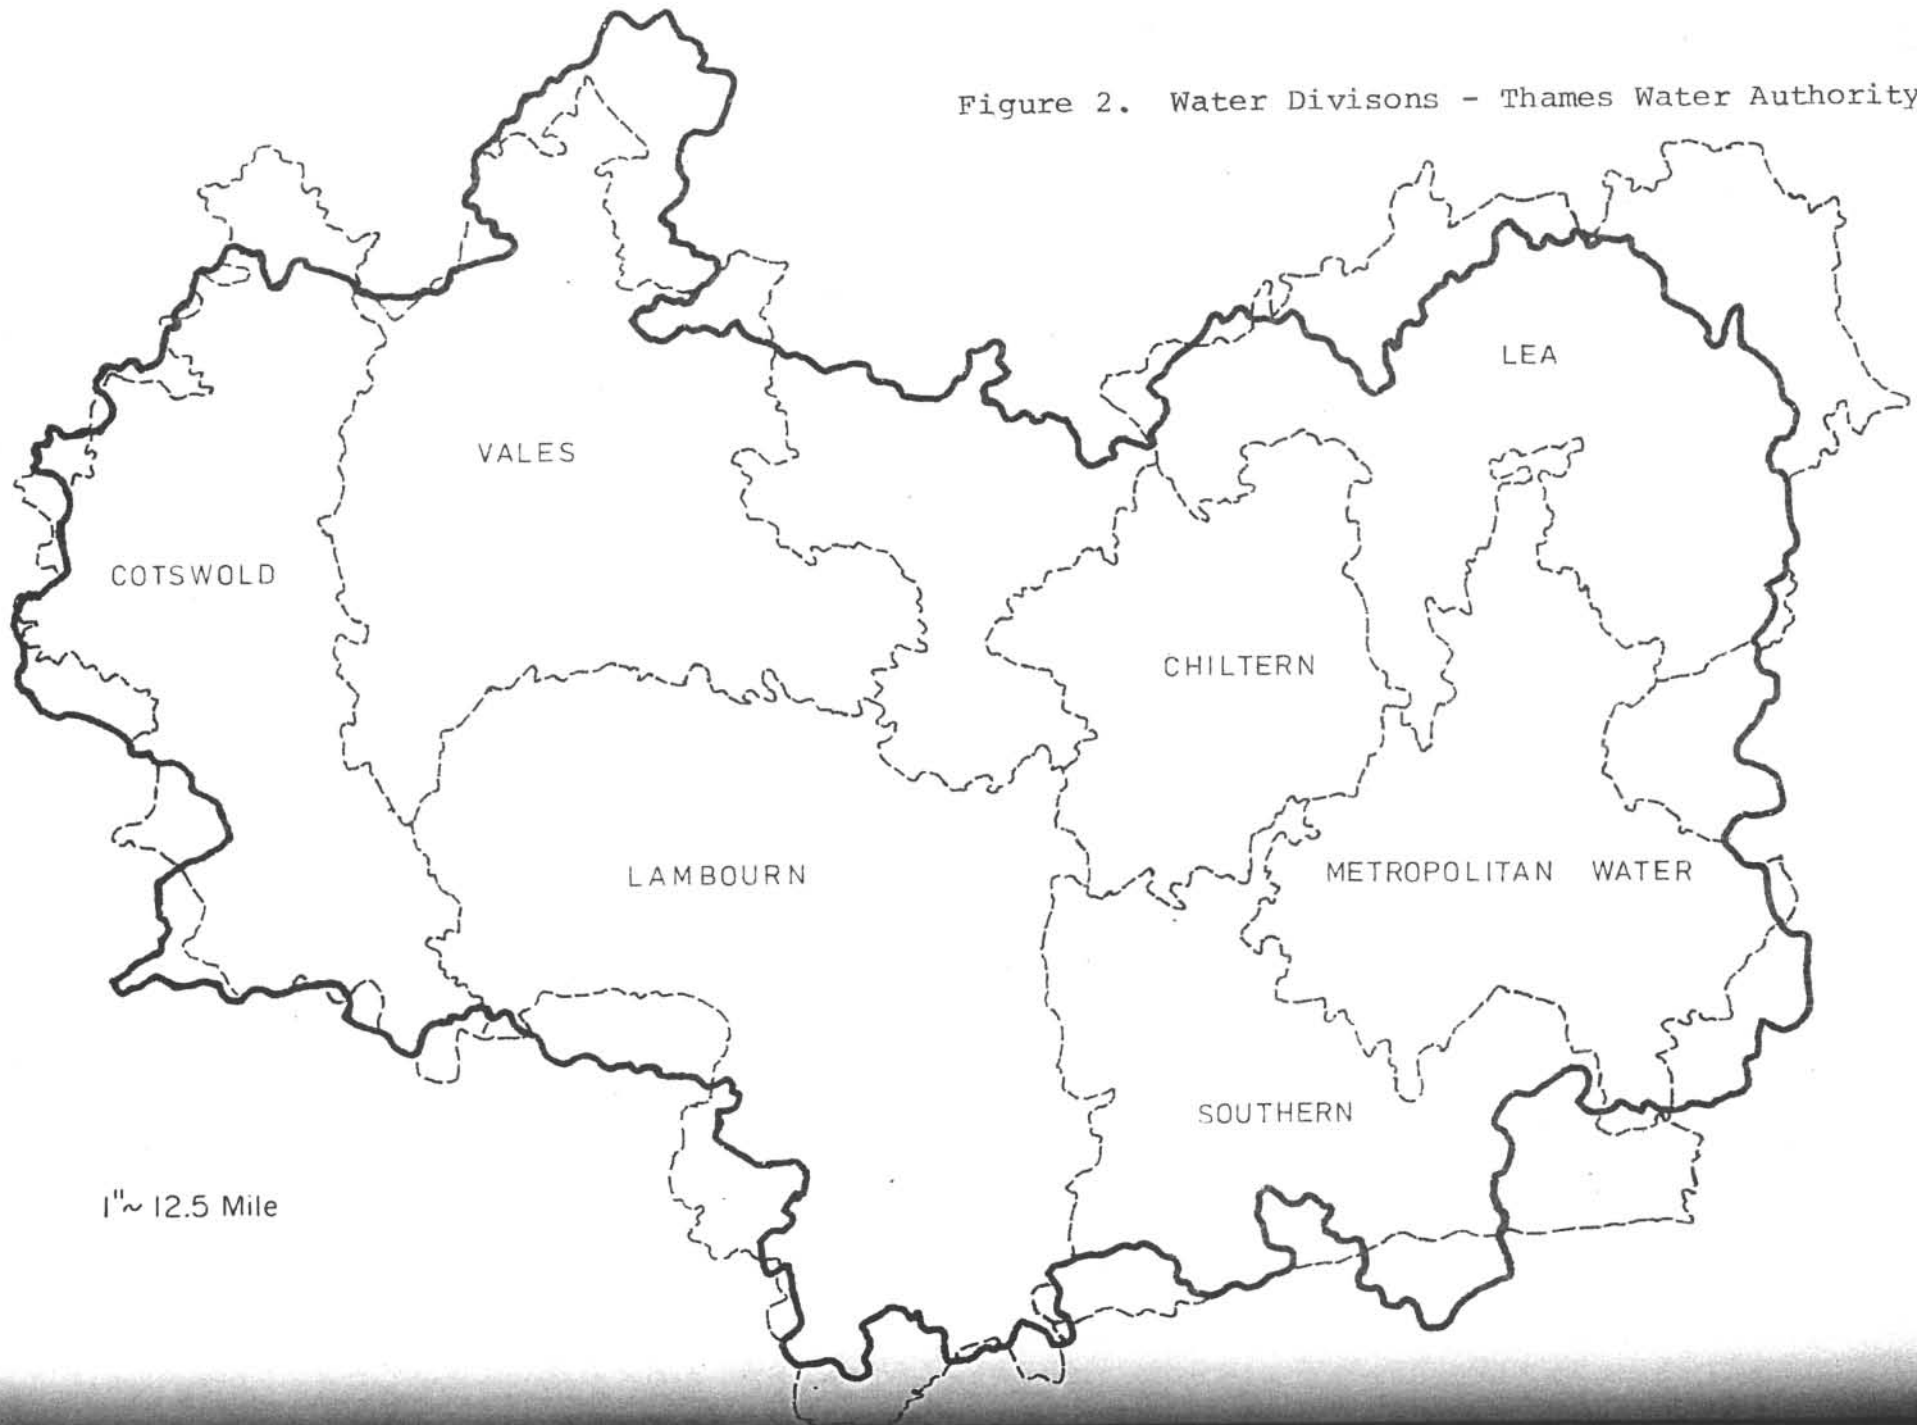 Figure 2. Water Divisons - Thames Water Authority
LEA
VALES
COTSWOLD
CHILTERN
LAMBOURN
METROPOLITAN WATER
SOUTHERN
1"~ 12.5 Mile